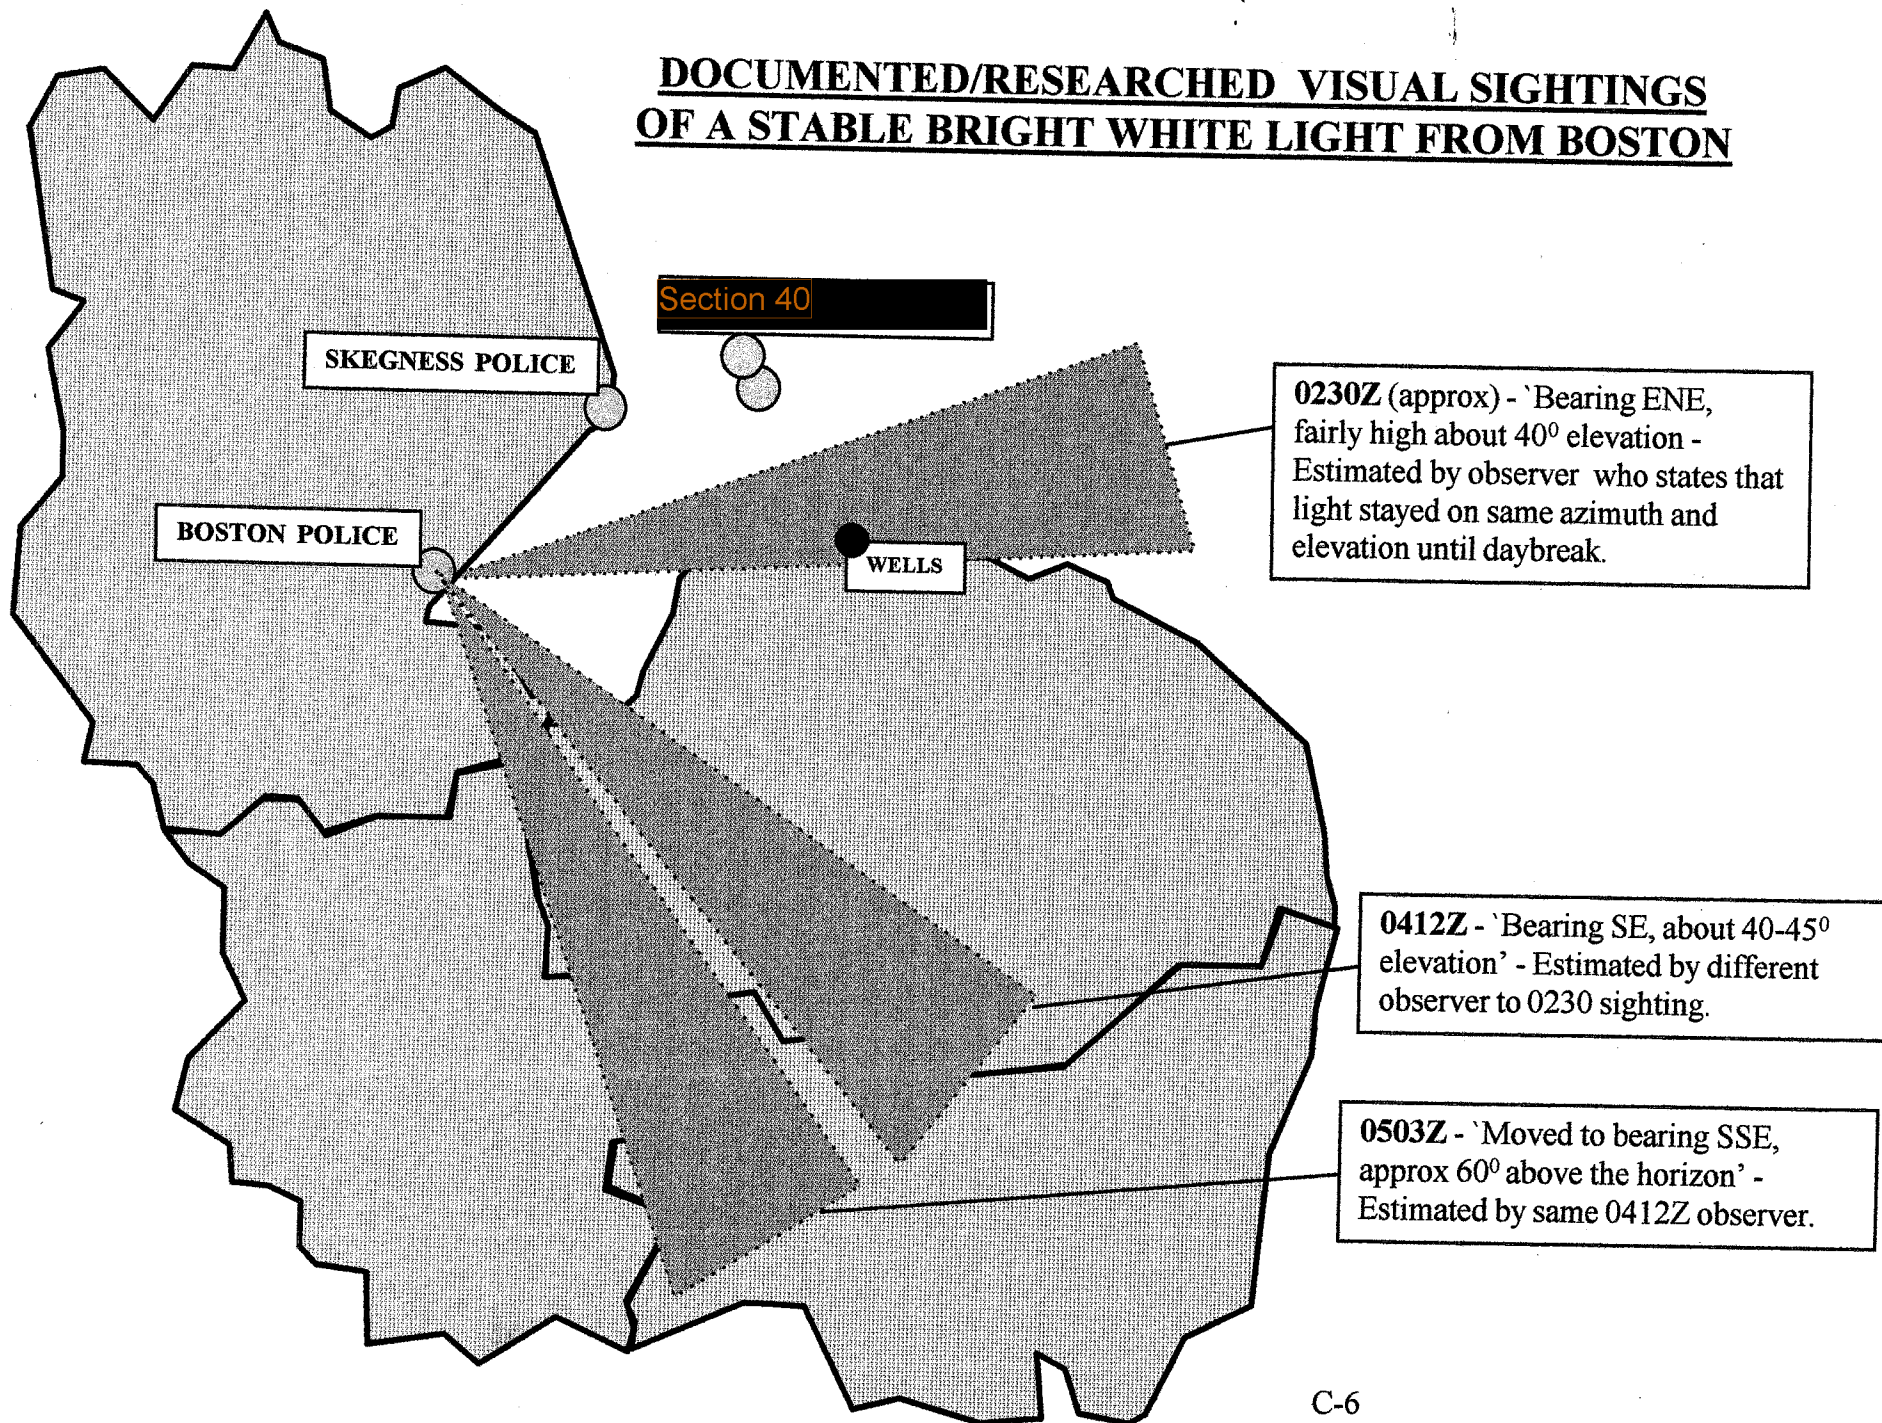 DOCUMENTED/RESEARCHED VISUAL SIGHTINGS
OF A STABLE BRIGHT WHITE LIGHT FROM BOSTON
Section 40
SKEGNESS POLICE
BOSTON POLICE
WELLS
0230Z (approx) - `Bearing ENE,
fairly high about 40⁰ elevation -
Estimated by observer who states that
light stayed on same azimuth and
elevation until daybreak.
0412Z - `Bearing SE, about 40-45⁰
elevation’ - Estimated by different
observer to 0230 sighting.
0503Z - `Moved to bearing SSE,
approx 60⁰ above the horizon’ -
Estimated by same 0412Z observer.
C-6